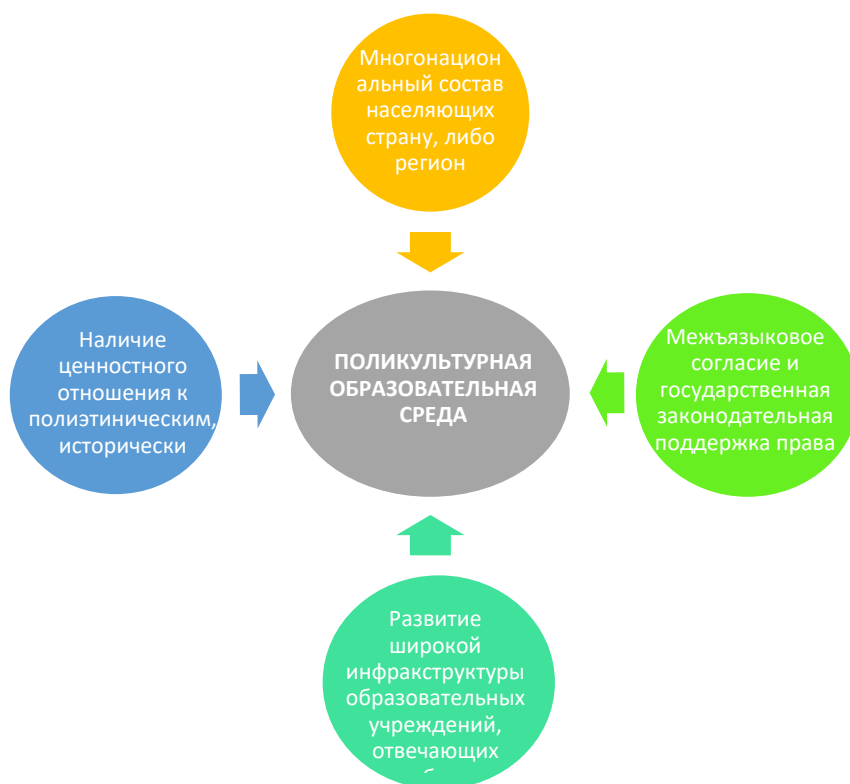 Многонацион
альный состав
населяющих
страну, либо
регион
Наличие
ценностного
отношения к
полиэтиническим,
исторически
ПОЛИКУЛЬТУРНАЯ
ОБРАЗОВАТЕЛЬНАЯ
СРЕДА
Межъязыковое
согласие и
государственная
законодательная
поддержка права
Развитие
широкой
инфракструктуры
образовательных
учреждений,
отвечающих